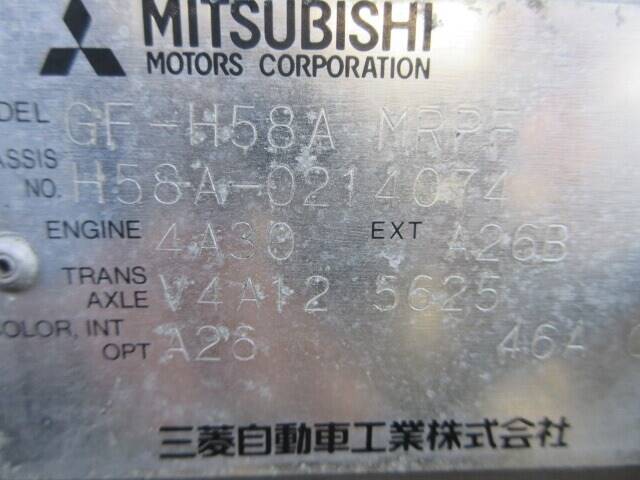 MITSUBISHI
MOTORS CORPORATION
DEL GF-H58A MRPF
ASSIS NO. H58A-0214074
ENGINE 4A30 EXT A26B
TRANS AXLE V4A12 5625
COLOR, INT OPT A26 46A
三菱自動車工業株式会社